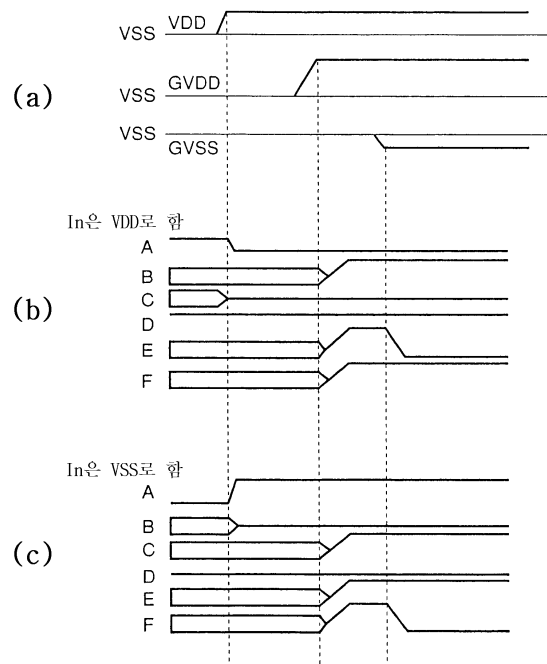 VDD
VSS
(a)
GVDD
VSS
VSS
GVSS
(b)
In은 VDD로 함
A
B
C
D
E
F
(c)
In은 VSS로 함
A
B
C
D
E
F